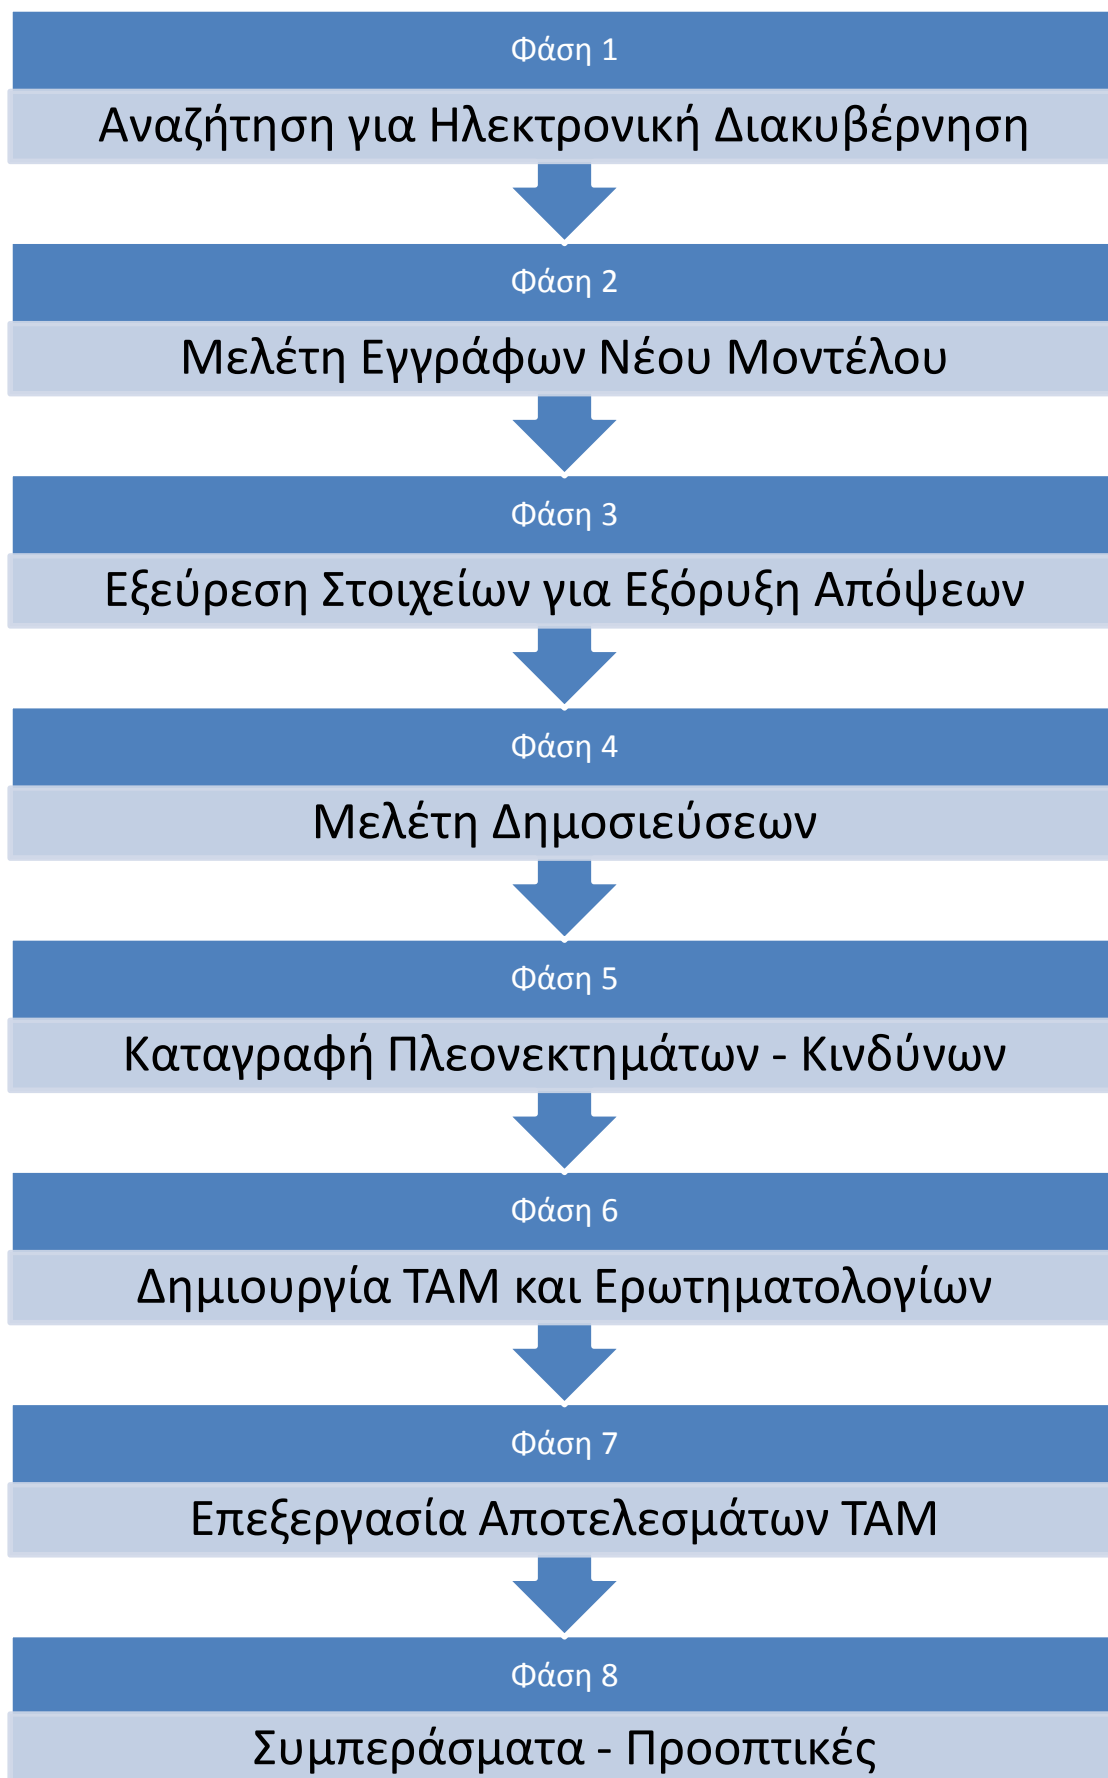 Φάση 1
Αναζήτηση για Ηλεκτρονική Διακυβέρνηση
Φάση 2
Μελέτη Εγγράφων Νέου Μοντέλου
Φάση 3
Εξεύρεση Στοιχείων για Εξόρυξη Απόψεων
Φάση 4
Μελέτη Δημοσιεύσεων
Φάση 5
Καταγραφή Πλεονεκτημάτων - Κινδύνων
Φάση 6
Δημιουργία ΤΑΜ και Ερωτηματολογίων
Φάση 7
Επεξεργασία Αποτελεσμάτων ΤΑΜ
Φάση 8
Συμπεράσματα - Προοπτικές